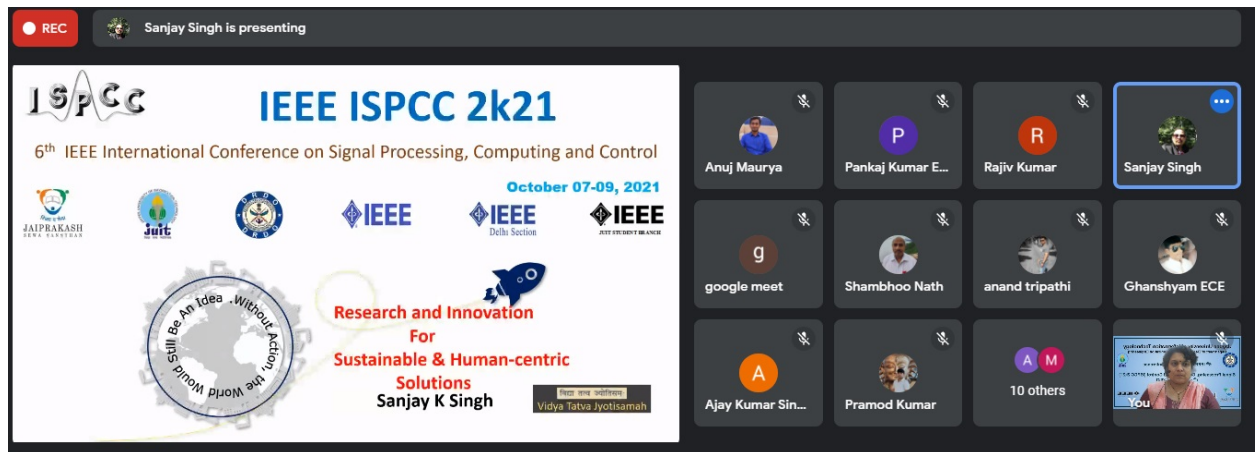 REC
Sanjay Singh is presenting
ISPCC
IEEE ISPCC 2k21
6th IEEE International Conference on Signal Processing, Computing and Control
October 07-09, 2021
JAIPRAKASH
SEWA SANSTHAN
juit
DRDO
IEEE
IEEE
Delhi Section
IEEE
JUIT STUDENT BRANCH
Without Action, the World Would Still Be An Idea.
Research and Innovation
For
Sustainable & Human-centric
Solutions
Sanjay K Singh
Vidya Tatva Jyotisamah
Anuj Maurya
P
Pankaj Kumar E...
R
Rajiv Kumar
Sanjay Singh
g
google meet
Shambhoo Nath
anand tripathi
Ghanshyam ECE
A
Ajay Kumar Sin...
Pramod Kumar
A M
10 others
You